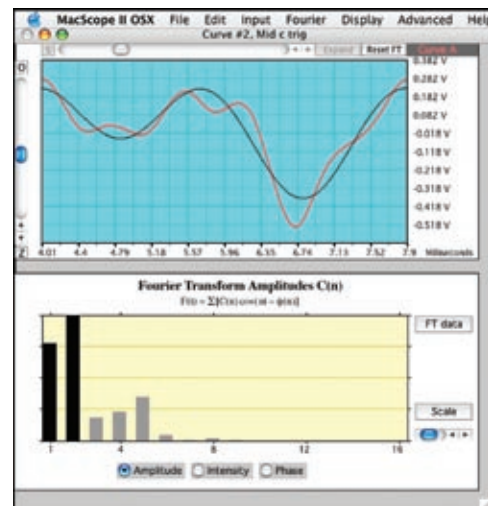 MacScope II OSX File Edit Input Fourier Display Advanced Help
Curve #2, Mid c trig
S Expand Reset FT Curve A
O
0.382 V
0.282 V
0.182 V
0.082 V
-0.018 V
-0.118 V
-0.218 V
-0.318 V
-0.418 V
-0.518 V
Z
4.01 4.4 4.79 5.18 5.57 5.96 6.35 6.74 7.13 7.52 7.9 Milliseconds
Fourier Transform Amplitudes C(n)
F(t) = Σ[C(n) cos(nt - φ(n))]
FT data
Scale
1 4 8 12 16
Amplitude Intensity Phase